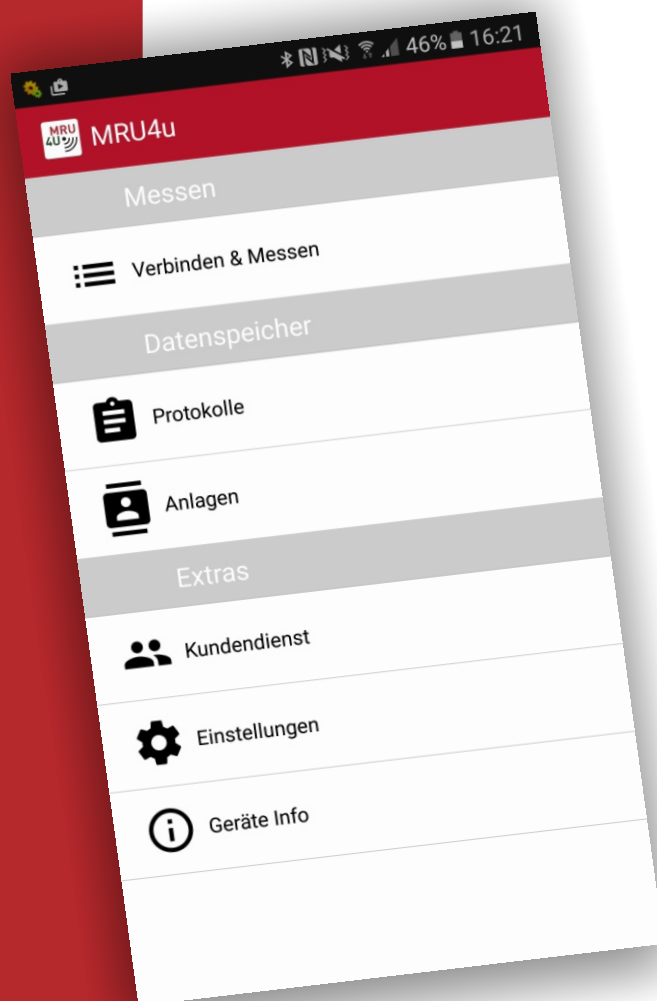 46% 16:21
MRU
4U
MRU4u
Messen
Verbinden & Messen
Datenspeicher
Protokolle
Anlagen
Extras
Kundendienst
Einstellungen
Geräte Info